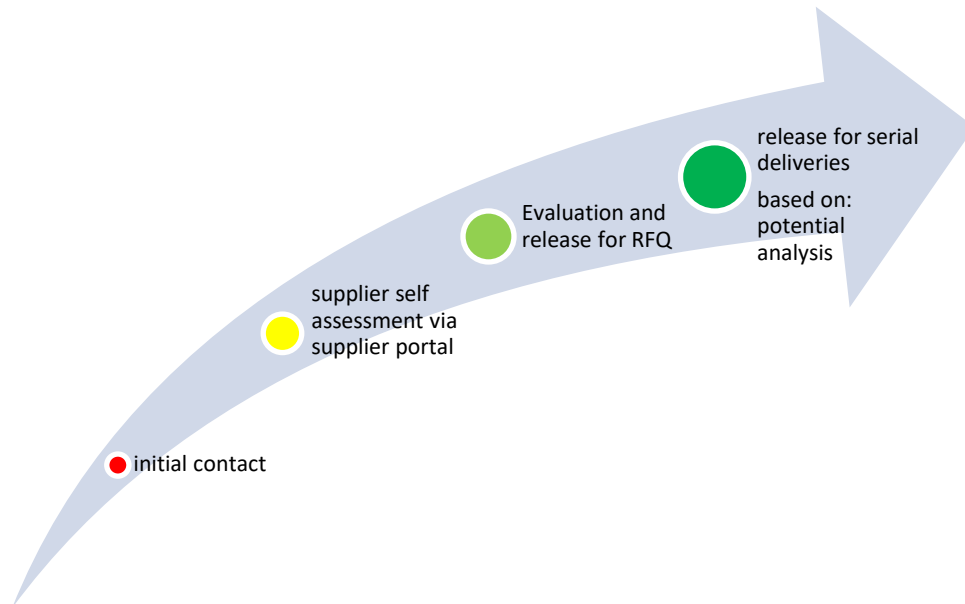 initial contact
supplier self
assessment via
supplier portal
Evaluation and
release for RFQ
release for serial
deliveries
based on:
potential
analysis